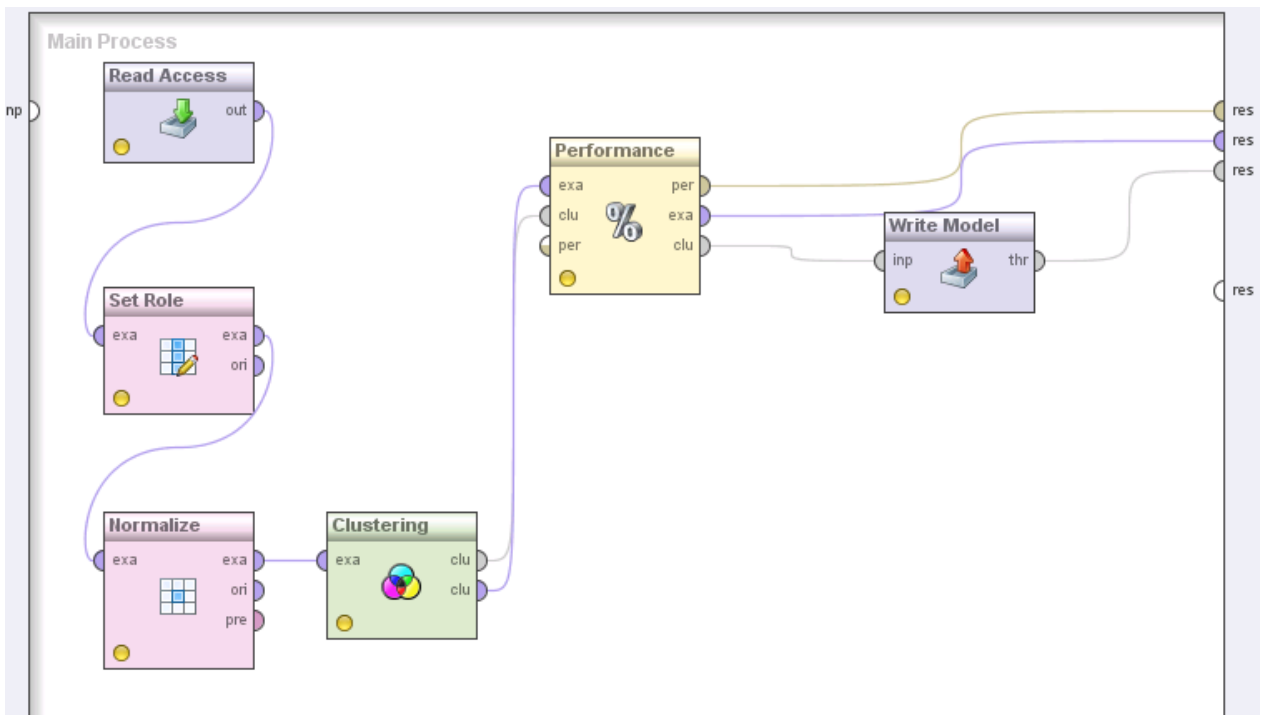 Main Process
Read Access
out
np
res
res
res
Performance
exa per
clu exa
per clu
Write Model
inp thr
res
Set Role
exa exa
ori
Normalize
exa exa
ori
pre
Clustering
exa clu
clu